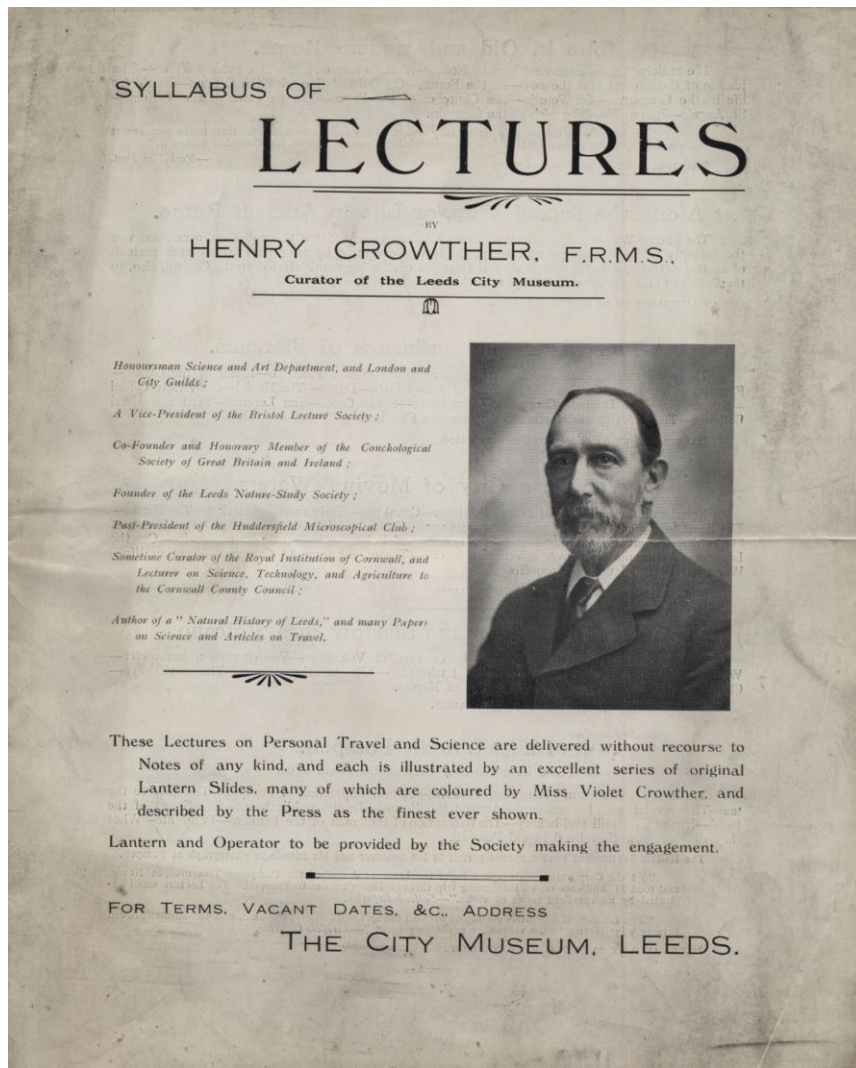 SYLLABUS OF
LECTURES
BY
HENRY CROWTHER, F.R.M.S.,
Curator of the Leeds City Museum.
Honoursman Science and Art Department, and London and
City Guilds ;
A Vice-President of the Bristol Lecture Society ;
Co-Founder and Honorary Member of the Conchological
Society of Great Britain and Ireland ;
Founder of the Leeds Nature-Study Society ;
Past-President of the Huddersfield Microscopical Club ;
Sometime Curator of the Royal Institution of Cornwall, and
Lecturer on Science, Technology, and Agriculture to
the Cornwall County Council ;
Author of a " Natural History of Leeds," and many Papers
on Science and Articles on Travel.
These Lectures on Personal Travel and Science are delivered without recourse to
Notes of any kind, and each is illustrated by an excellent series of original
Lantern Slides, many of which are coloured by Miss Violet Crowther, and
described by the Press as the finest ever shown.
Lantern and Operator to be provided by the Society making the engagement.
FOR TERMS, VACANT DATES, &C., ADDRESS
THE CITY MUSEUM, LEEDS.